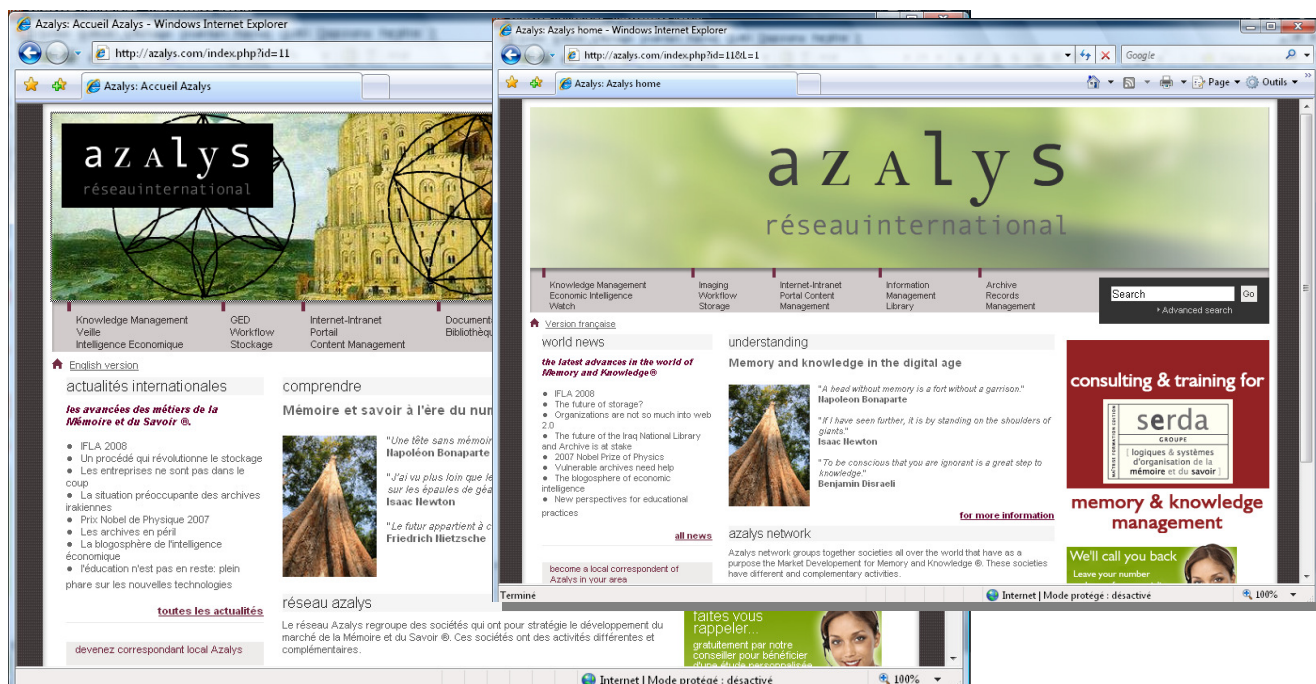 Azalys: Accueil Azalys - Windows Internet Explorer
http://azalys.com/index.php?id=11
Azalys: Accueil Azalys
azalys
réseauinternational
Knowledge Management
Veille
Intelligence Economique
GED
Workflow
Stockage
Internet-Intranet
Portail
Content Management
Document
Bibliothèqu
English version
actualités internationales
les avancées des métiers de la
Mémoire et du Savoir ®.
● IFLA 2008
● Un procédé qui révolutionne le stockage
● Les entreprises ne sont pas dans le
coup
● La situation préoccupante des archives
irakiennes
● Prix Nobel de Physique 2007
● Les archives en péril
● La blogosphère de l'intelligence
économique
● l'éducation n'est pas en reste: plein
phare sur les nouvelles technologies
toutes les actualités
devenez correspondant local Azalys
comprendre
Mémoire et savoir à l'ère du num
"Une tête sans mémoir
Napoléon Bonaparte
"J'ai vu plus loin que le
sur les épaules de géa
Isaac Newton
"Le futur appartient à c
Friedrich Nietzsche
réseau azalys
Le réseau Azalys regroupe des sociétés qui ont pour stratégie le développement du
marché de la Mémoire et du Savoir ®. Ces sociétés ont des activités différentes et
complémentaires.
faites vous
rappeler...
gratuitement par notre
conseiller pour bénéficier
d'une étude personnalisée
Internet | Mode protégé : désactivé
100%
Azalys: Azalys home - Windows Internet Explorer
http://azalys.com/index.php?id=11&L=1
Google
Azalys: Azalys home
Page
Outils
azalys
réseauinternational
Knowledge Management
Economic Intelligence
Watch
Imaging
Workflow
Storage
Internet-Intranet
Portal Content
Management
Information
Management
Library
Archive
Records
Management
Search
Go
Advanced search
Version française
world news
the latest advances in the world of
Memory and Knowledge®
● IFLA 2008
● The future of storage?
● Organizations are not so much into web
2.0
● The future of the Iraq National Library
and Archive is at stake
● 2007 Nobel Prize of Physics
● Vulnerable archives need help
● The blogosphere of economic
intelligence
● New perspectives for educational
practices
all news
become a local correspondent of
Azalys in your area
understanding
Memory and knowledge in the digital age
"A head without memory is a fort without a garrison."
Napoleon Bonaparte
"If I have seen further, it is by standing on the shoulders of
giants."
Isaac Newton
"To be conscious that you are ignorant is a great step to
knowledge."
Benjamin Disraeli
for more information
azalys network
Azalys network groups together societies all over the world that have as a
purpose the Market Developement for Memory and Knowledge ®. These societies
have different and complementary activities.
consulting & training for
serda
GROUPE
[ logiques & systèmes
d'organisation de la
mémoire et du savoir ]
memory & knowledge
management
We'll call you back
Leave your number
Terminé
Internet | Mode protégé : désactivé
100%